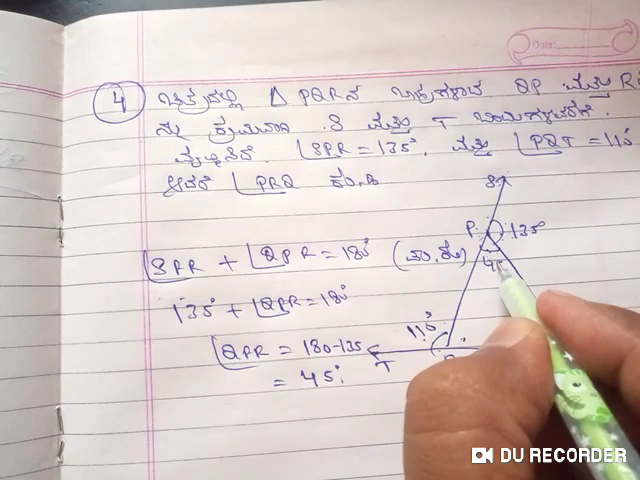 4 ಚಿತ್ರದಲ್ಲಿ Δ PQR ನ ಬಾಹುಗಳಾದ QP ಮತ್ತು R
ನ್ನು ಕ್ರಮವಾಗಿ S ಮತ್ತು T ಬಿಂದುಗಳವರೆಗೆ
ವೃದ್ಧಿಸಿದೆ. ∠SPR = 135°, ಮತ್ತು ∠PQT = 110°
ಆದರೆ ∠PRQ ಕಂ.ಹಿ
S
P 135°
∠SPR + ∠QPR = 180°
45
135° + ∠QPR = 180°
110°
∠QPR = 180-135
T
= 45°
DU RECORDER